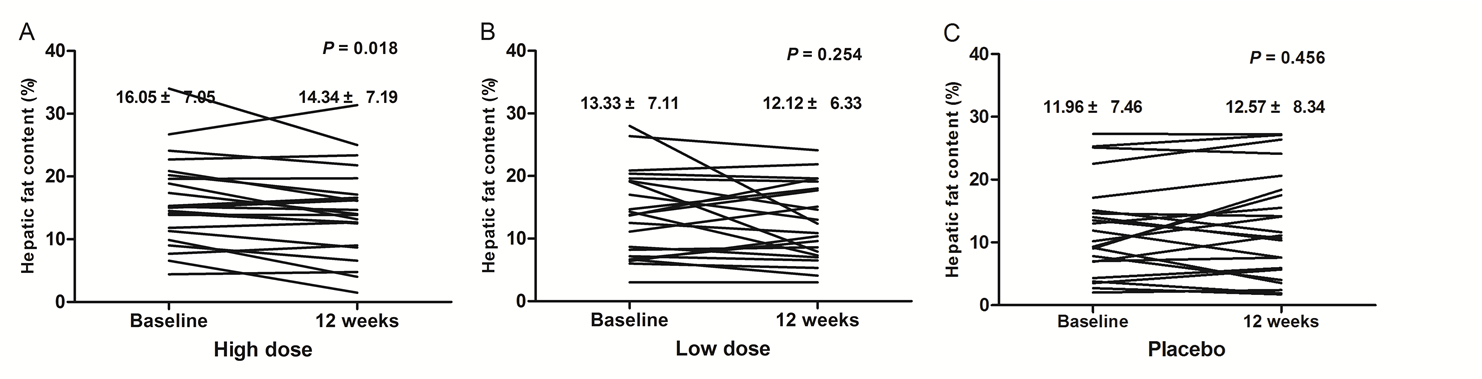 A
P = 0.018
40
30
20
10
0
Hepatic fat content (%)
16.05 ± 7.05
14.34 ± 7.19
Baseline
12 weeks
High dose
B
P = 0.254
40
30
20
10
0
Hepatic fat content (%)
13.33 ± 7.11
12.12 ± 6.33
Baseline
12 weeks
Low dose
C
P = 0.456
40
30
20
10
0
Hepatic fat content (%)
11.96 ± 7.46
12.57 ± 8.34
Baseline
12 weeks
Placebo